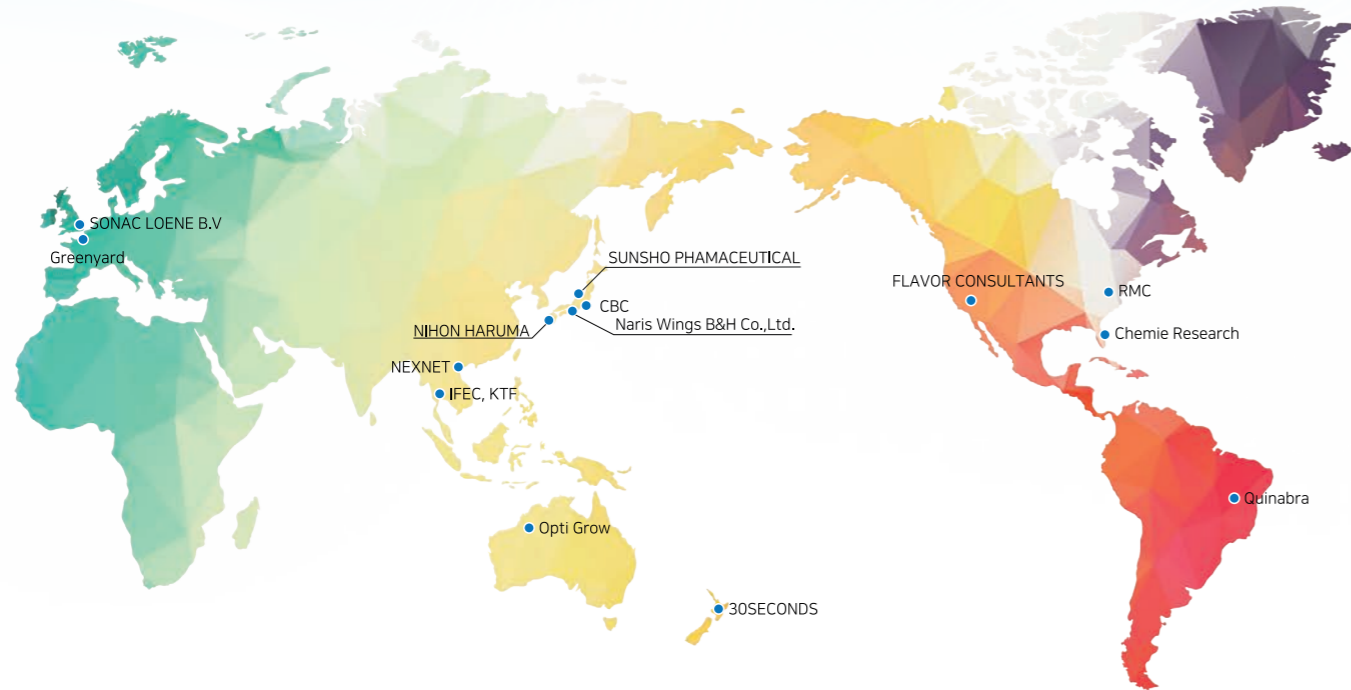 SONAC LOENE B.V
Greenyard
SUNSHO PHAMACEUTICAL
CBC
Naris Wings B&H Co.,Ltd.
NIHON HARUMA
NEXNET
IFEC, KTF
Opti Grow
30SECONDS
FLAVOR CONSULTANTS
RMC
Chemie Research
Quinabra